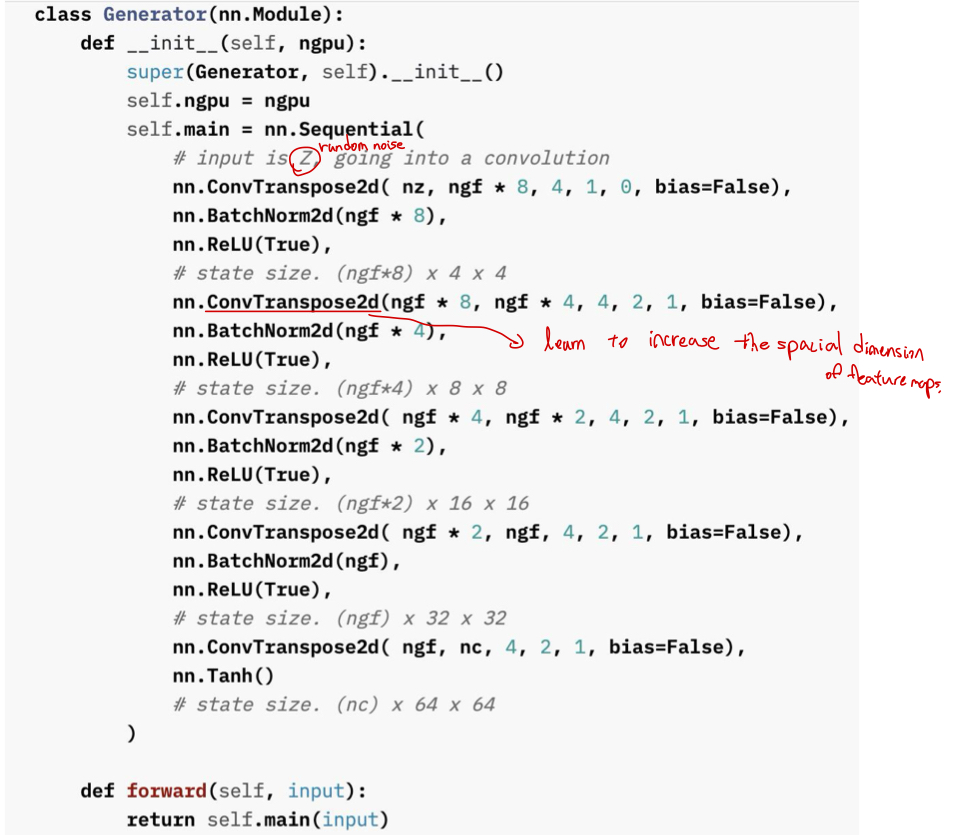 class Generator(nn.Module):
    def __init__(self, ngpu):
        super(Generator, self).__init__()
        self.ngpu = ngpu
        self.main = nn.Sequential(
random noise
            # input is Z, going into a convolution
            nn.ConvTranspose2d( nz, ngf * 8, 4, 1, 0, bias=False),
            nn.BatchNorm2d(ngf * 8),
            nn.ReLU(True),
            # state size. (ngf*8) x 4 x 4
            nn.ConvTranspose2d(ngf * 8, ngf * 4, 4, 2, 1, bias=False),
            nn.BatchNorm2d(ngf * 4),
learn to increase the spacial dimension
of feature maps.
            nn.ReLU(True),
            # state size. (ngf*4) x 8 x 8
            nn.ConvTranspose2d( ngf * 4, ngf * 2, 4, 2, 1, bias=False),
            nn.BatchNorm2d(ngf * 2),
            nn.ReLU(True),
            # state size. (ngf*2) x 16 x 16
            nn.ConvTranspose2d( ngf * 2, ngf, 4, 2, 1, bias=False),
            nn.BatchNorm2d(ngf),
            nn.ReLU(True),
            # state size. (ngf) x 32 x 32
            nn.ConvTranspose2d( ngf, nc, 4, 2, 1, bias=False),
            nn.Tanh()
            # state size. (nc) x 64 x 64
        )
    def forward(self, input):
        return self.main(input)